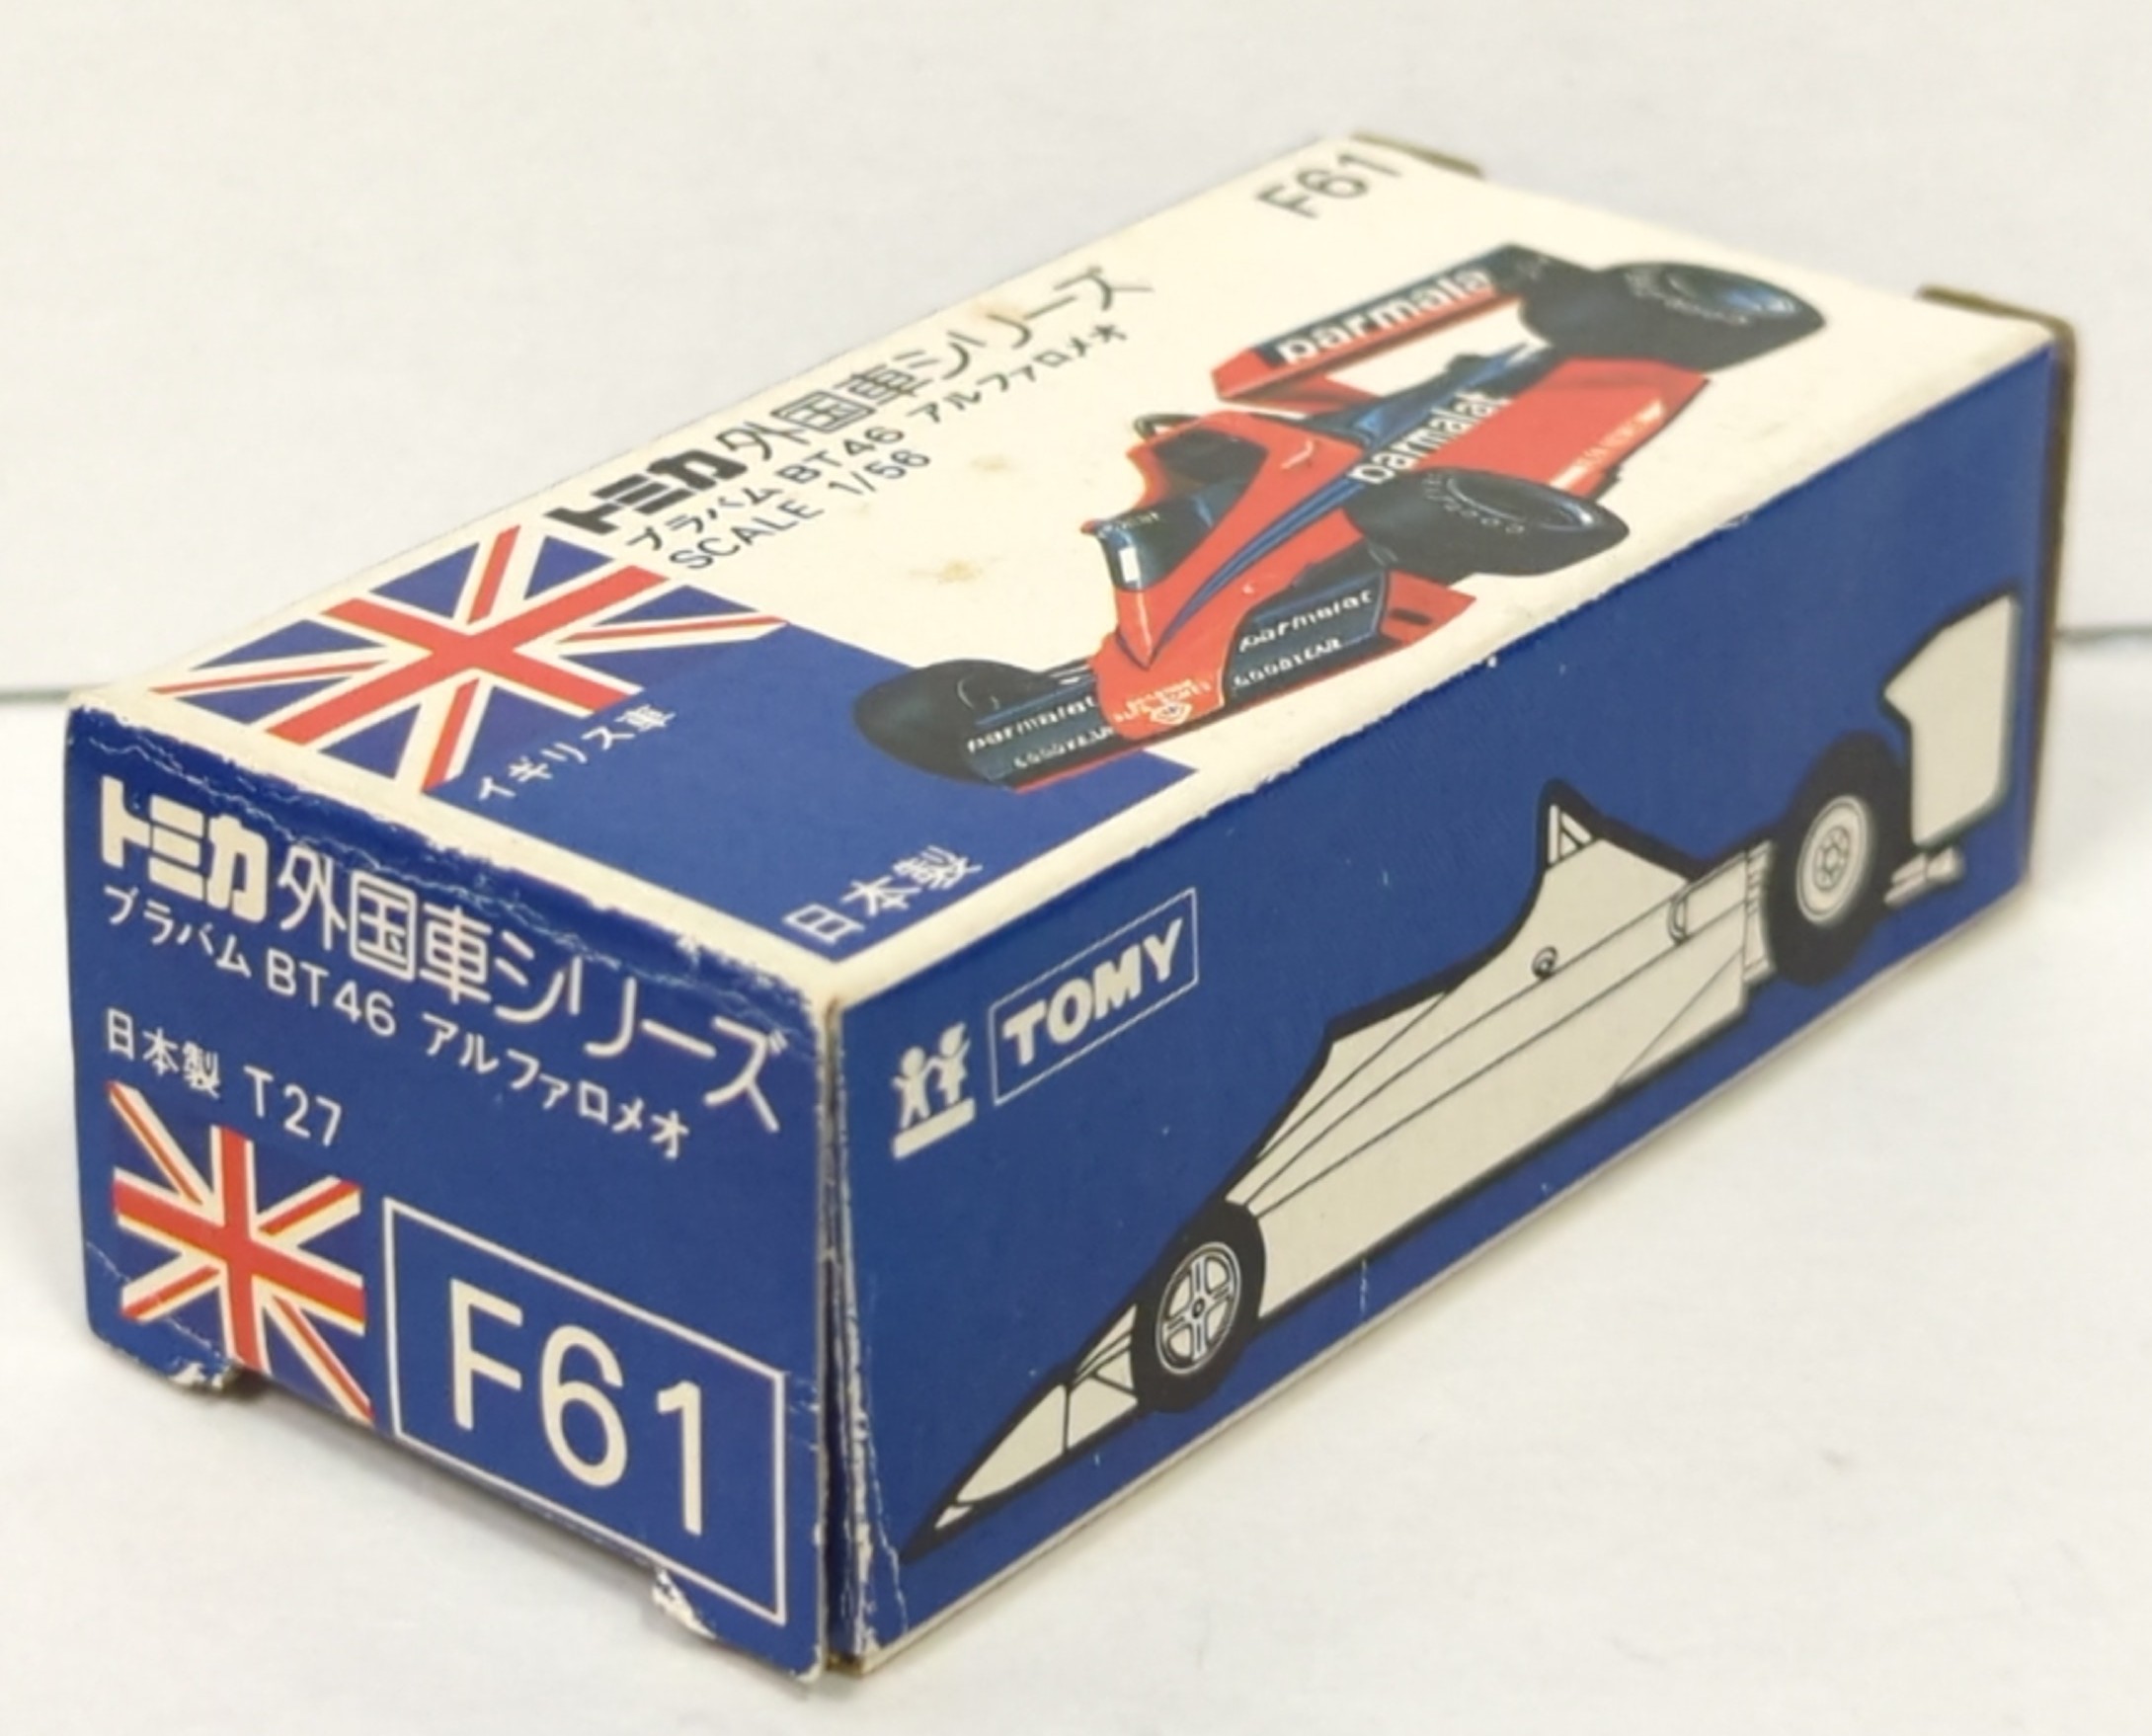 F61
トミカ外国車シリーズ
ブラバム BT46 アルファロメオ
SCALE 1/56
イギリス車
日本製
parmalat
parmalat
parmalat
GOODYEAR
parmalat
GOODYEAR
トミカ外国車シリーズ
ブラバム BT46 アルファロメオ
日本製 T27
F61
TOMY